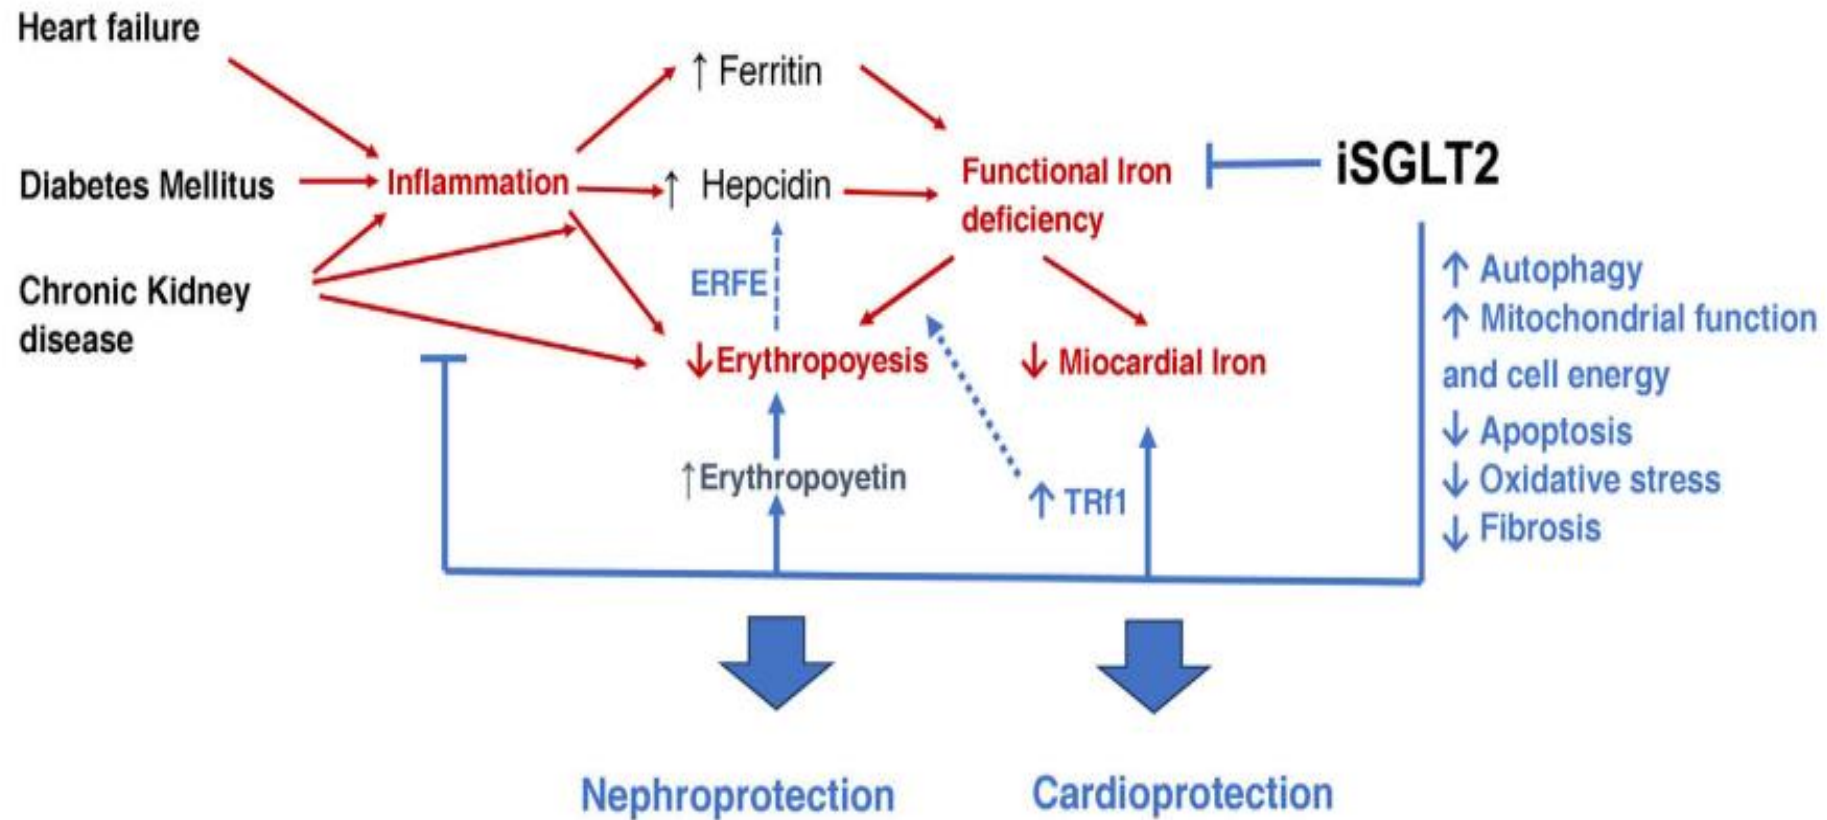 Heart failure
↑ Ferritin
Diabetes Mellitus
Inflammation
↑ Hepcidin
Functional Iron
deficiency
iSGLT2
Chronic Kidney
disease
ERFE
↓ Erythropoyesis
↓ Miocardial Iron
↑ Erythropoyetin
↑ TRf1
↑ Autophagy
↑ Mitochondrial function
and cell energy
↓ Apoptosis
↓ Oxidative stress
↓ Fibrosis
Nephroprotection
Cardioprotection